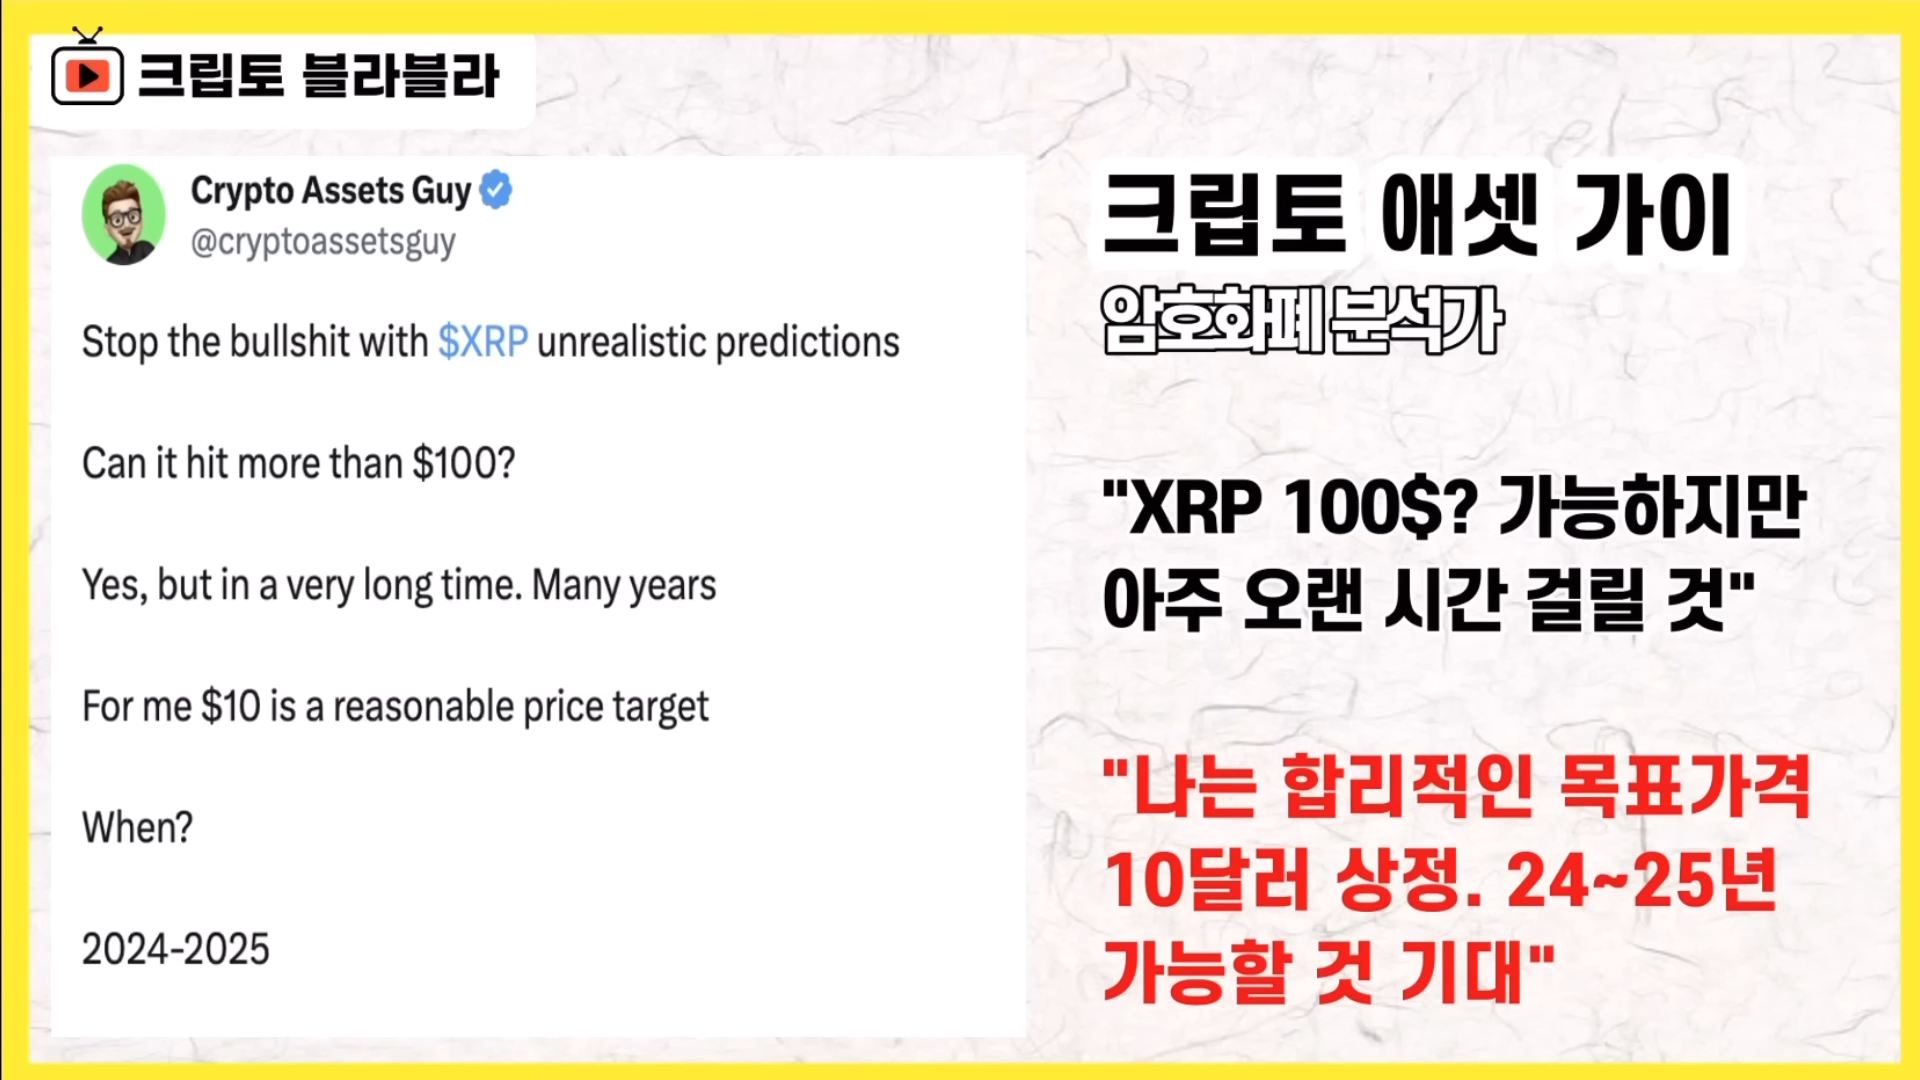 크립토 블라블라
Crypto Assets Guy
@cryptoassetsguy
Stop the bullshit with $XRP unrealistic predictions
Can it hit more than $100?
Yes, but in a very long time. Many years
For me $10 is a reasonable price target
When?
2024-2025
크립토 애셋 가이
암호화폐 분석가
"XRP 100$? 가능하지만
아주 오랜 시간 걸릴 것"
"나는 합리적인 목표가격
10달러 상정. 24~25년
가능할 것 기대"